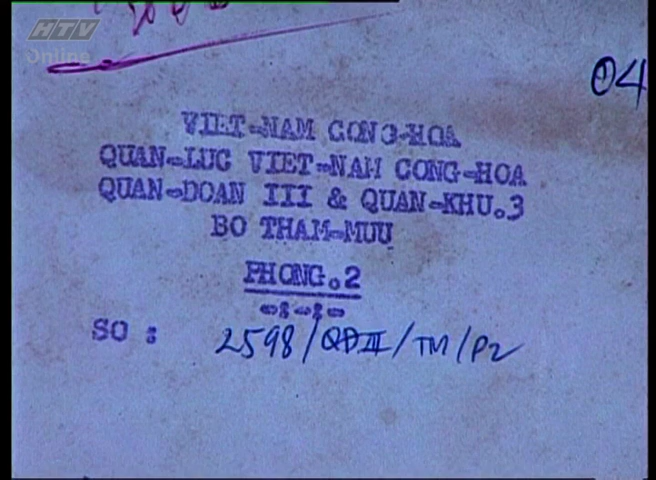 HTV
Online
04
VIET-NAM CONG-HOA
QUAN-LUC VIET-NAM CONG-HOA
QUAN-DOAN III & QUAN-KHU.3
BO THAM-MUU
PHONG.2
-:-:-
SO : 2598/QĐIII/TM/P2